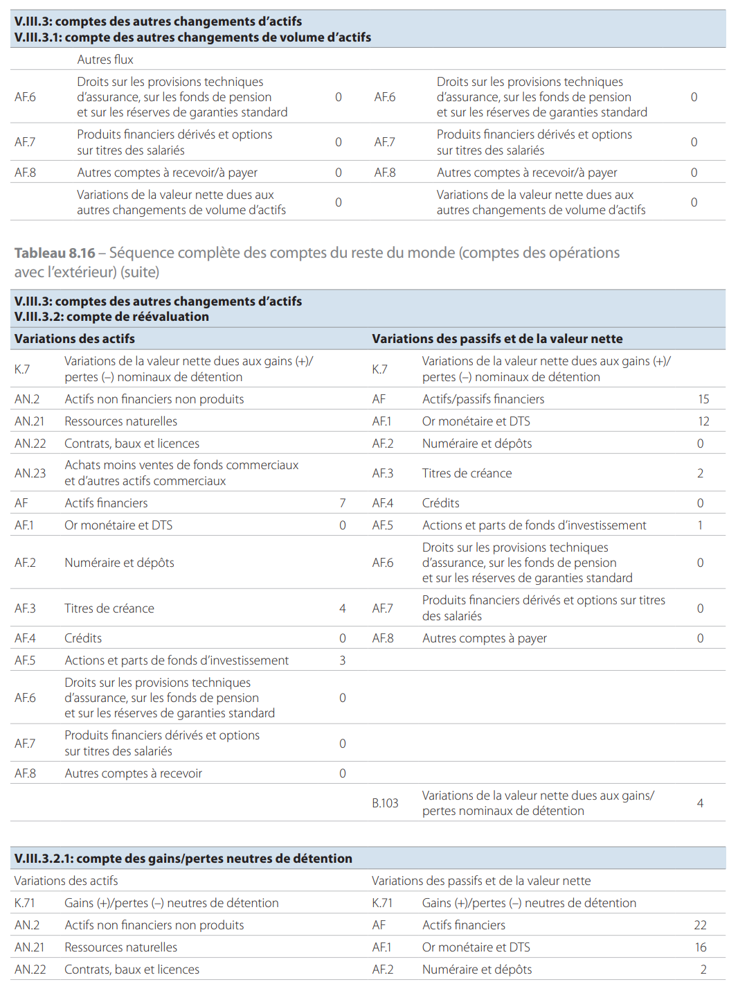 V.III.3: comptes des autres changements d’actifs
V.III.3.1: compte des autres changements de volume d’actifs
Autres flux
AF.6 Droits sur les provisions techniques d’assurance, sur les fonds de pension et sur les réserves de garanties standard 0 AF.6 Droits sur les provisions techniques d’assurance, sur les fonds de pension et sur les réserves de garanties standard 0
AF.7 Produits financiers dérivés et options sur titres des salariés 0 AF.7 Produits financiers dérivés et options sur titres des salariés 0
AF.8 Autres comptes à recevoir/à payer 0 AF.8 Autres comptes à recevoir/à payer 0
Variations de la valeur nette dues aux autres changements de volume d’actifs 0 Variations de la valeur nette dues aux autres changements de volume d’actifs 0
Tableau 8.16 – Séquence complète des comptes du reste du monde (comptes des opérations
avec l’extérieur) (suite)
V.III.3: comptes des autres changements d’actifs
V.III.3.2: compte de réévaluation
Variations des actifs Variations des passifs et de la valeur nette
K.7 Variations de la valeur nette dues aux gains (+)/ pertes (–) nominaux de détention K.7 Variations de la valeur nette dues aux gains (+)/ pertes (–) nominaux de détention
AN.2 Actifs non financiers non produits AF Actifs/passifs financiers 15
AN.21 Ressources naturelles AF.1 Or monétaire et DTS 12
AN.22 Contrats, baux et licences AF.2 Numéraire et dépôts 0
AN.23 Achats moins ventes de fonds commerciaux et d’autres actifs commerciaux AF.3 Titres de créance 2
AF Actifs financiers 7 AF.4 Crédits 0
AF.1 Or monétaire et DTS 0 AF.5 Actions et parts de fonds d’investissement 1
AF.2 Numéraire et dépôts AF.6 Droits sur les provisions techniques d’assurance, sur les fonds de pension et sur les réserves de garanties standard 0
AF.3 Titres de créance 4 AF.7 Produits financiers dérivés et options sur titres des salariés 0
AF.4 Crédits 0 AF.8 Autres comptes à payer 0
AF.5 Actions et parts de fonds d’investissement 3
AF.6 Droits sur les provisions techniques d’assurance, sur les fonds de pension et sur les réserves de garanties standard 0
AF.7 Produits financiers dérivés et options sur titres des salariés 0
AF.8 Autres comptes à recevoir 0
B.103 Variations de la valeur nette dues aux gains/ pertes nominaux de détention 4
V.III.3.2.1: compte des gains/pertes neutres de détention
Variations des actifs Variations des passifs et de la valeur nette
K.71 Gains (+)/pertes (–) neutres de détention K.71 Gains (+)/pertes (–) neutres de détention
AN.2 Actifs non financiers non produits AF Actifs financiers 22
AN.21 Ressources naturelles AF.1 Or monétaire et DTS 16
AN.22 Contrats, baux et licences AF.2 Numéraire et dépôts 2